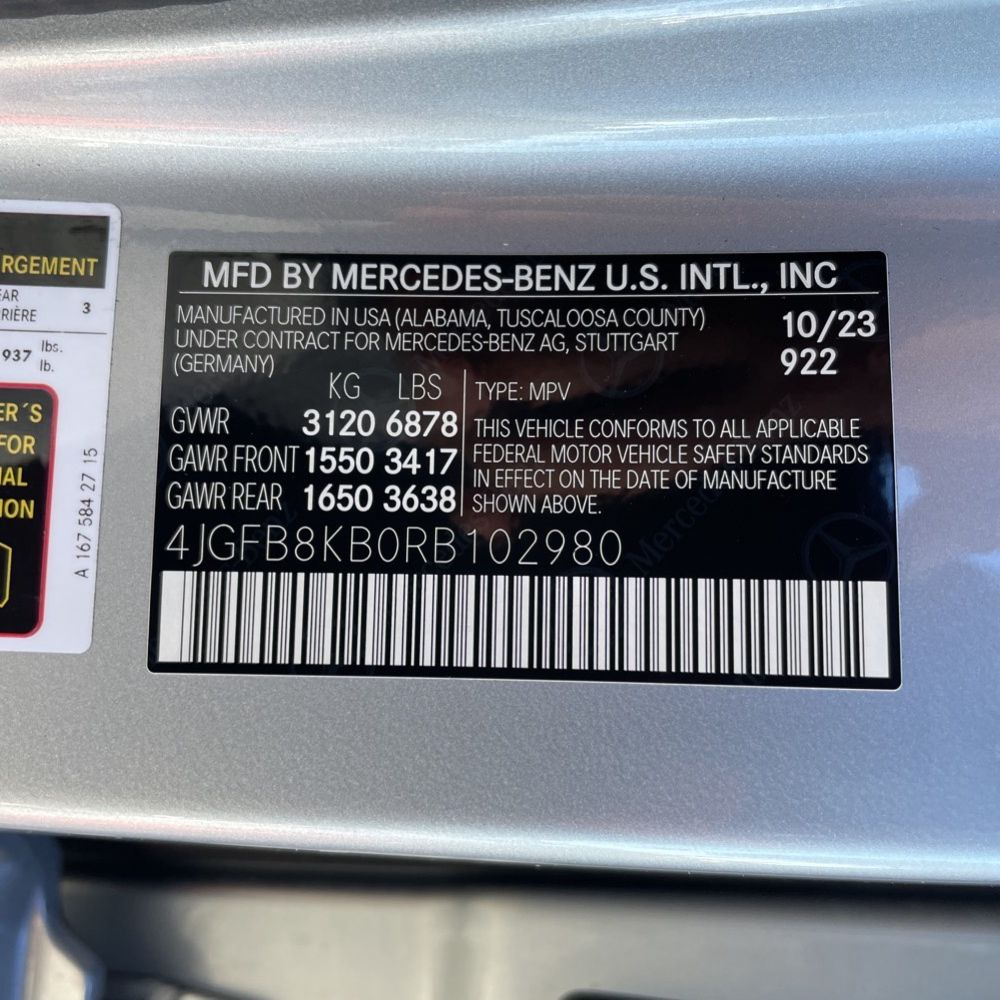 RGEMENT
EAR 3
RIÈRE
937 lbs.
lb.
ER´S
FOR
IAL
ION
A 167 584 27 15
MFD BY MERCEDES-BENZ U.S. INTL., INC
MANUFACTURED IN USA (ALABAMA, TUSCALOOSA COUNTY)
UNDER CONTRACT FOR MERCEDES-BENZ AG, STUTTGART
(GERMANY)
10/23
922
KG LBS
GVWR 3120 6878
GAWR FRONT 1550 3417
GAWR REAR 1650 3638
TYPE: MPV
THIS VEHICLE CONFORMS TO ALL APPLICABLE
FEDERAL MOTOR VEHICLE SAFETY STANDARDS
IN EFFECT ON THE DATE OF MANUFACTURE
SHOWN ABOVE.
4JGFB8KB0RB102980